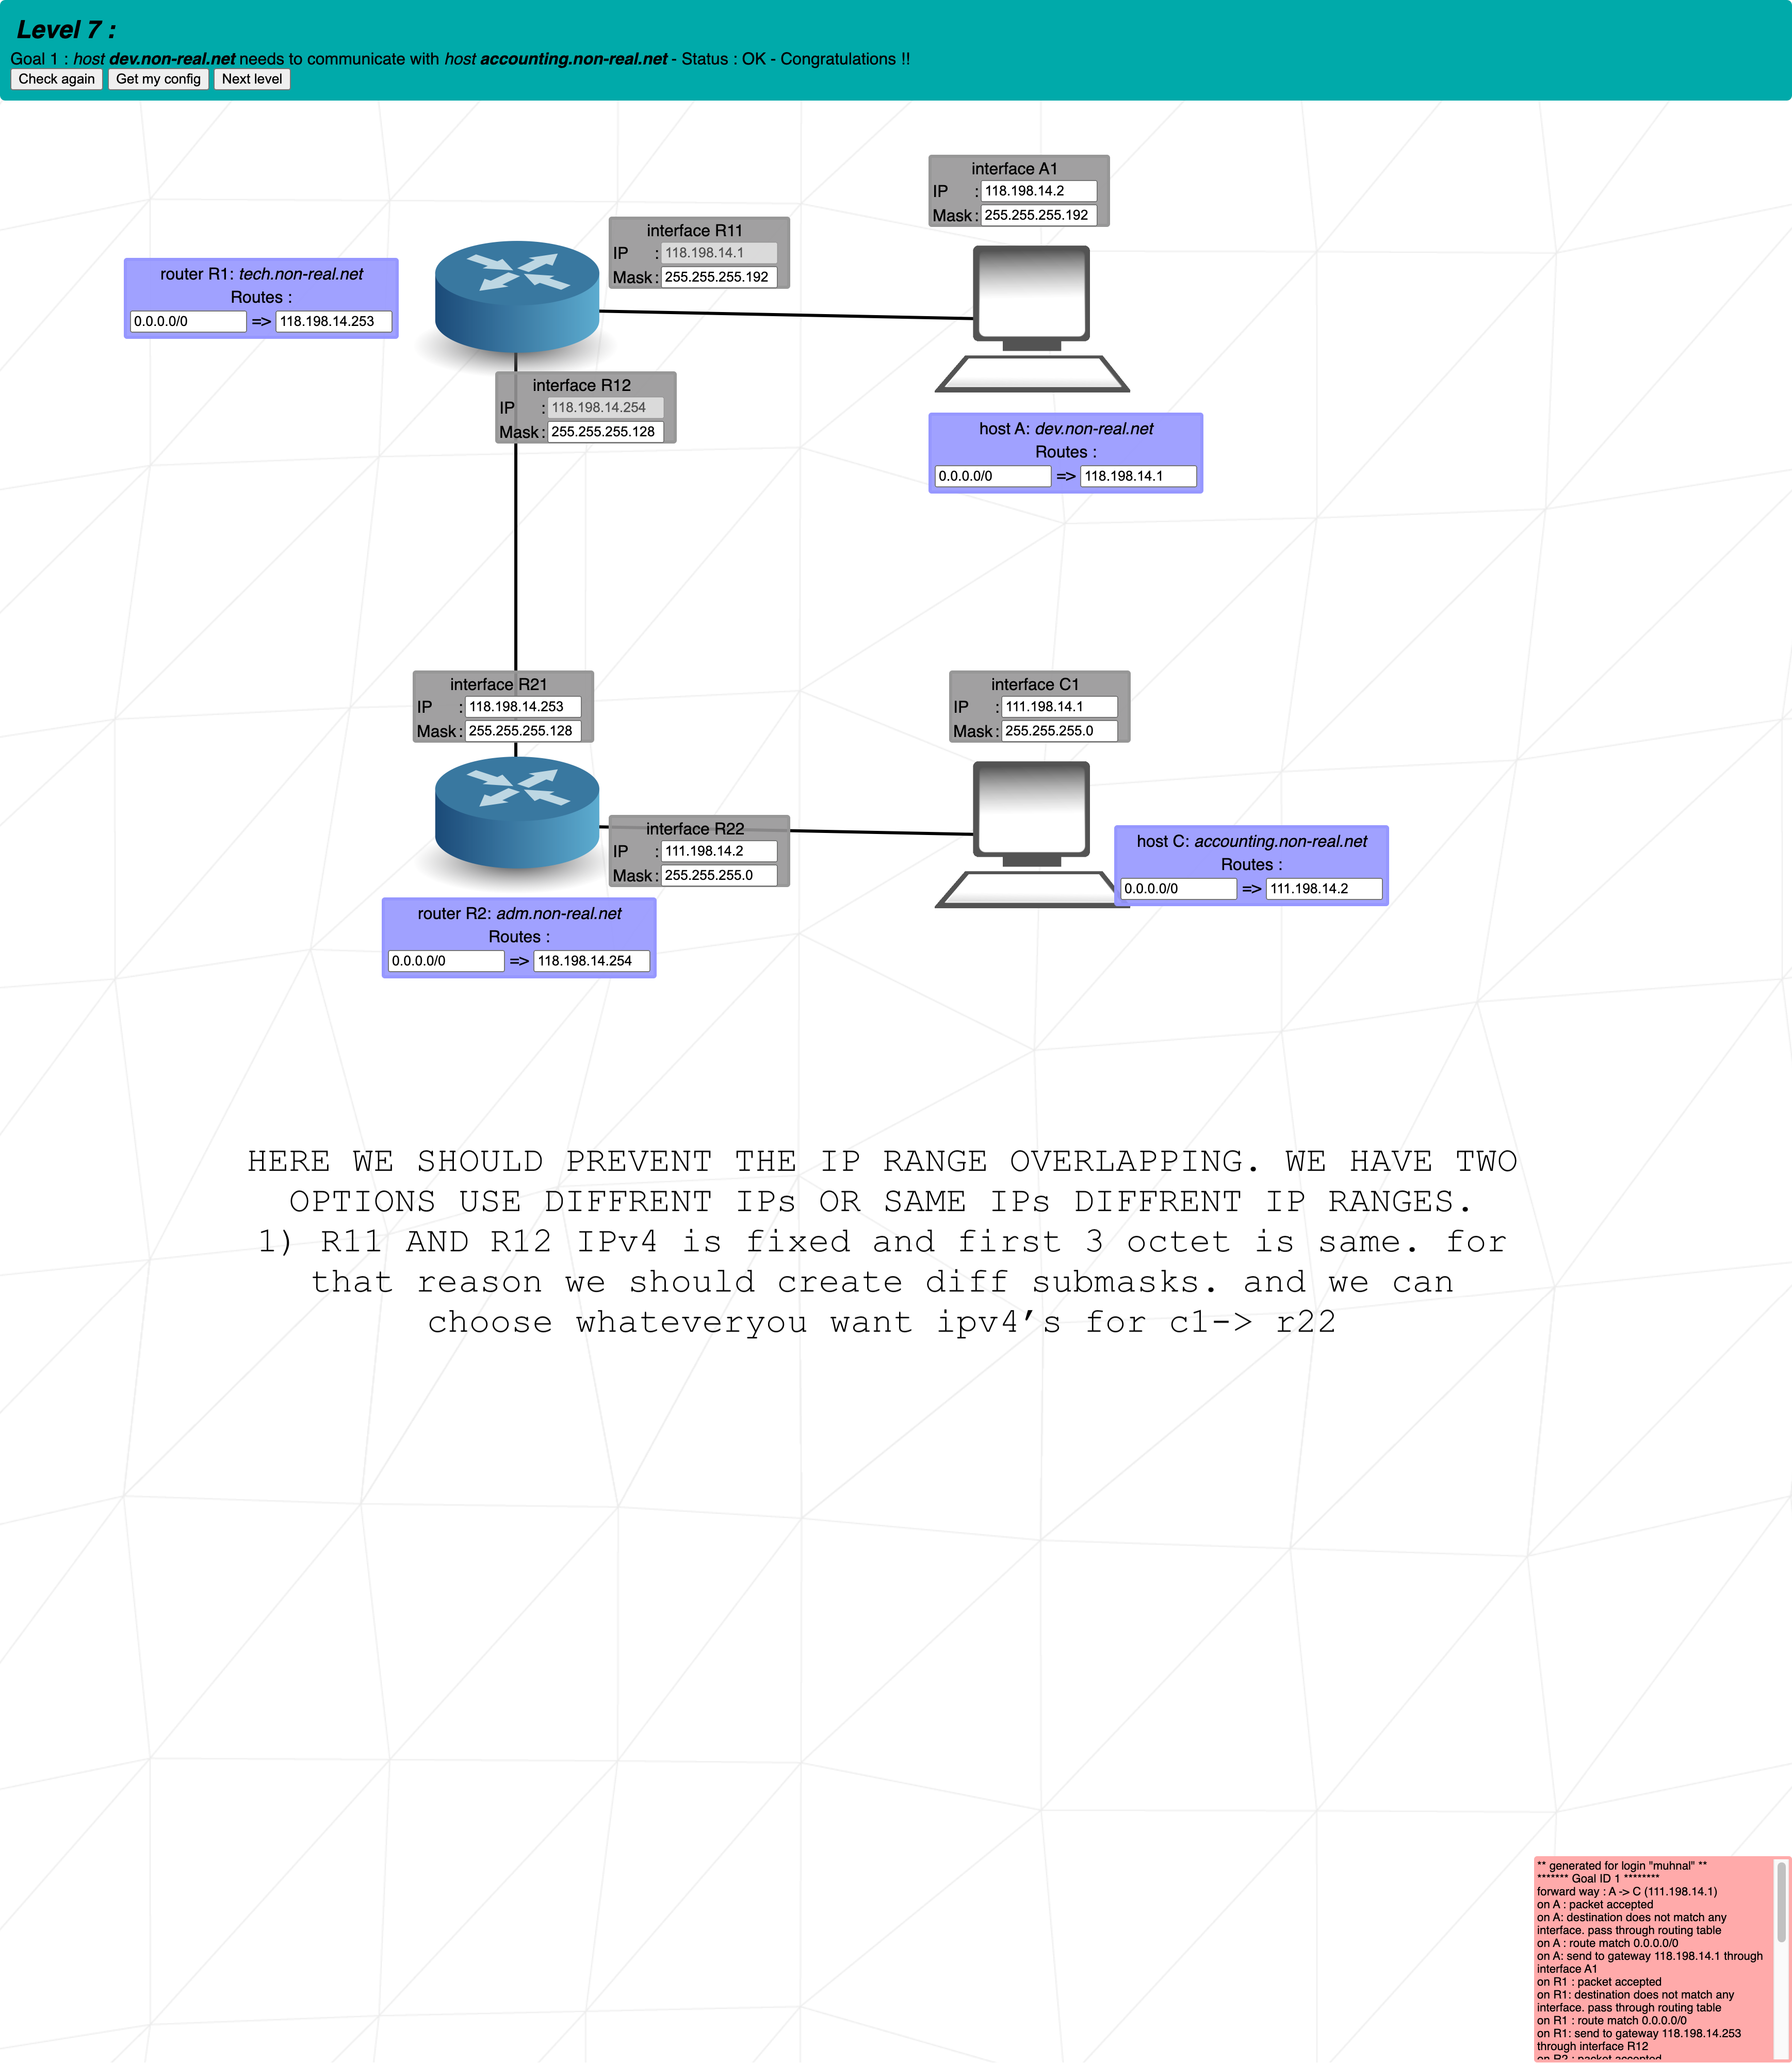 Level 7 :
Goal 1 : host dev.non-real.net needs to communicate with host accounting.non-real.net - Status : OK - Congratulations !!
Check again Get my config Next level
interface A1
IP : 118.198.14.2
Mask : 255.255.255.192
interface R11
IP : 118.198.14.1
Mask : 255.255.255.192
router R1: tech.non-real.net
Routes :
0.0.0.0/0 => 118.198.14.253
interface R12
IP : 118.198.14.254
Mask : 255.255.255.128
host A: dev.non-real.net
Routes :
0.0.0.0/0 => 118.198.14.1
interface R21
IP : 118.198.14.253
Mask : 255.255.255.128
interface C1
IP : 111.198.14.1
Mask : 255.255.255.0
interface R22
IP : 111.198.14.2
Mask : 255.255.255.0
host C: accounting.non-real.net
Routes :
0.0.0.0/0 => 111.198.14.2
router R2: adm.non-real.net
Routes :
0.0.0.0/0 => 118.198.14.254
HERE WE SHOULD PREVENT THE IP RANGE OVERLAPPING. WE HAVE TWO
OPTIONS USE DIFFRENT IPs OR SAME IPs DIFFRENT IP RANGES.
1) R11 AND R12 IPv4 is fixed and first 3 octet is same. for
that reason we should create diff submasks. and we can
choose whateveryou want ipv4’s for c1-> r22
** generated for login "muhnal" **
******* Goal ID 1 ********
forward way : A -> C (111.198.14.1)
on A : packet accepted
on A: destination does not match any
interface. pass through routing table
on A : route match 0.0.0.0/0
on A: send to gateway 118.198.14.1 through
interface A1
on R1 : packet accepted
on R1: destination does not match any
interface. pass through routing table
on R1 : route match 0.0.0.0/0
on R1: send to gateway 118.198.14.253
through interface R12
on R2 : packet accepted